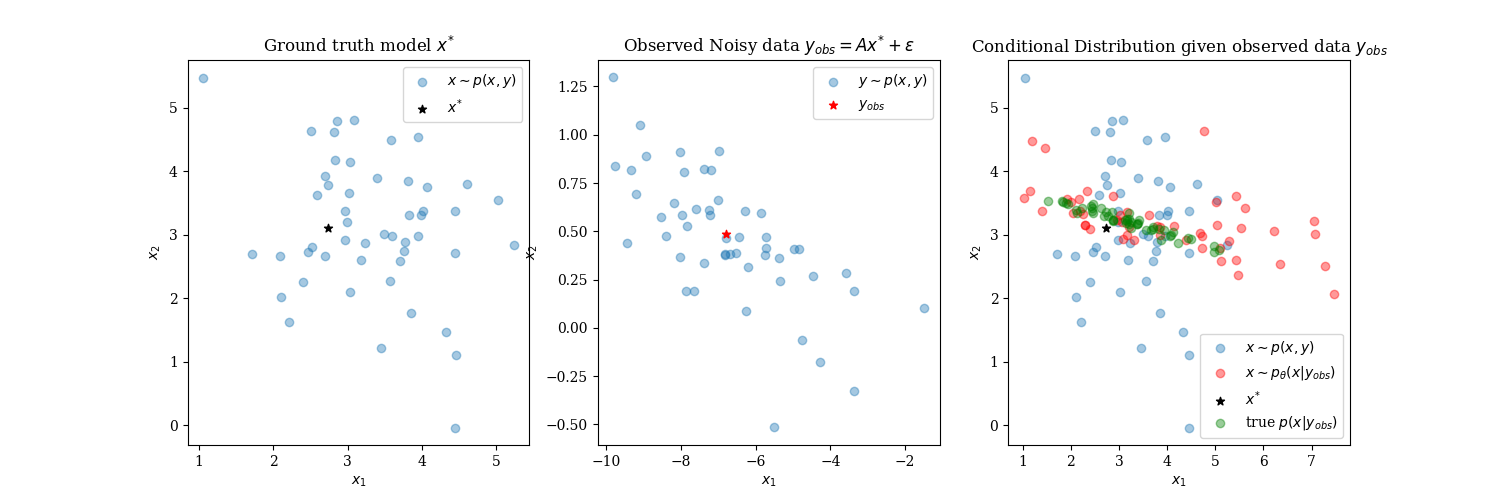 Ground truth model x*
x ~ p(x, y)
x*
5
4
3
2
1
0
x₂
1 2 3 4 5
x₁
Observed Noisy data y_obs = Ax* + ε
y ~ p(x, y)
y_obs
1.25
1.00
0.75
0.50
0.25
0.00
−0.25
−0.50
x₂
−10 −8 −6 −4 −2
x₁
Conditional Distribution given observed data y_obs
5
4
3
2
1
0
x₂
x ~ p(x, y)
x ~ p_θ(x|y_obs)
x*
true p(x|y_obs)
1 2 3 4 5 6 7
x₁